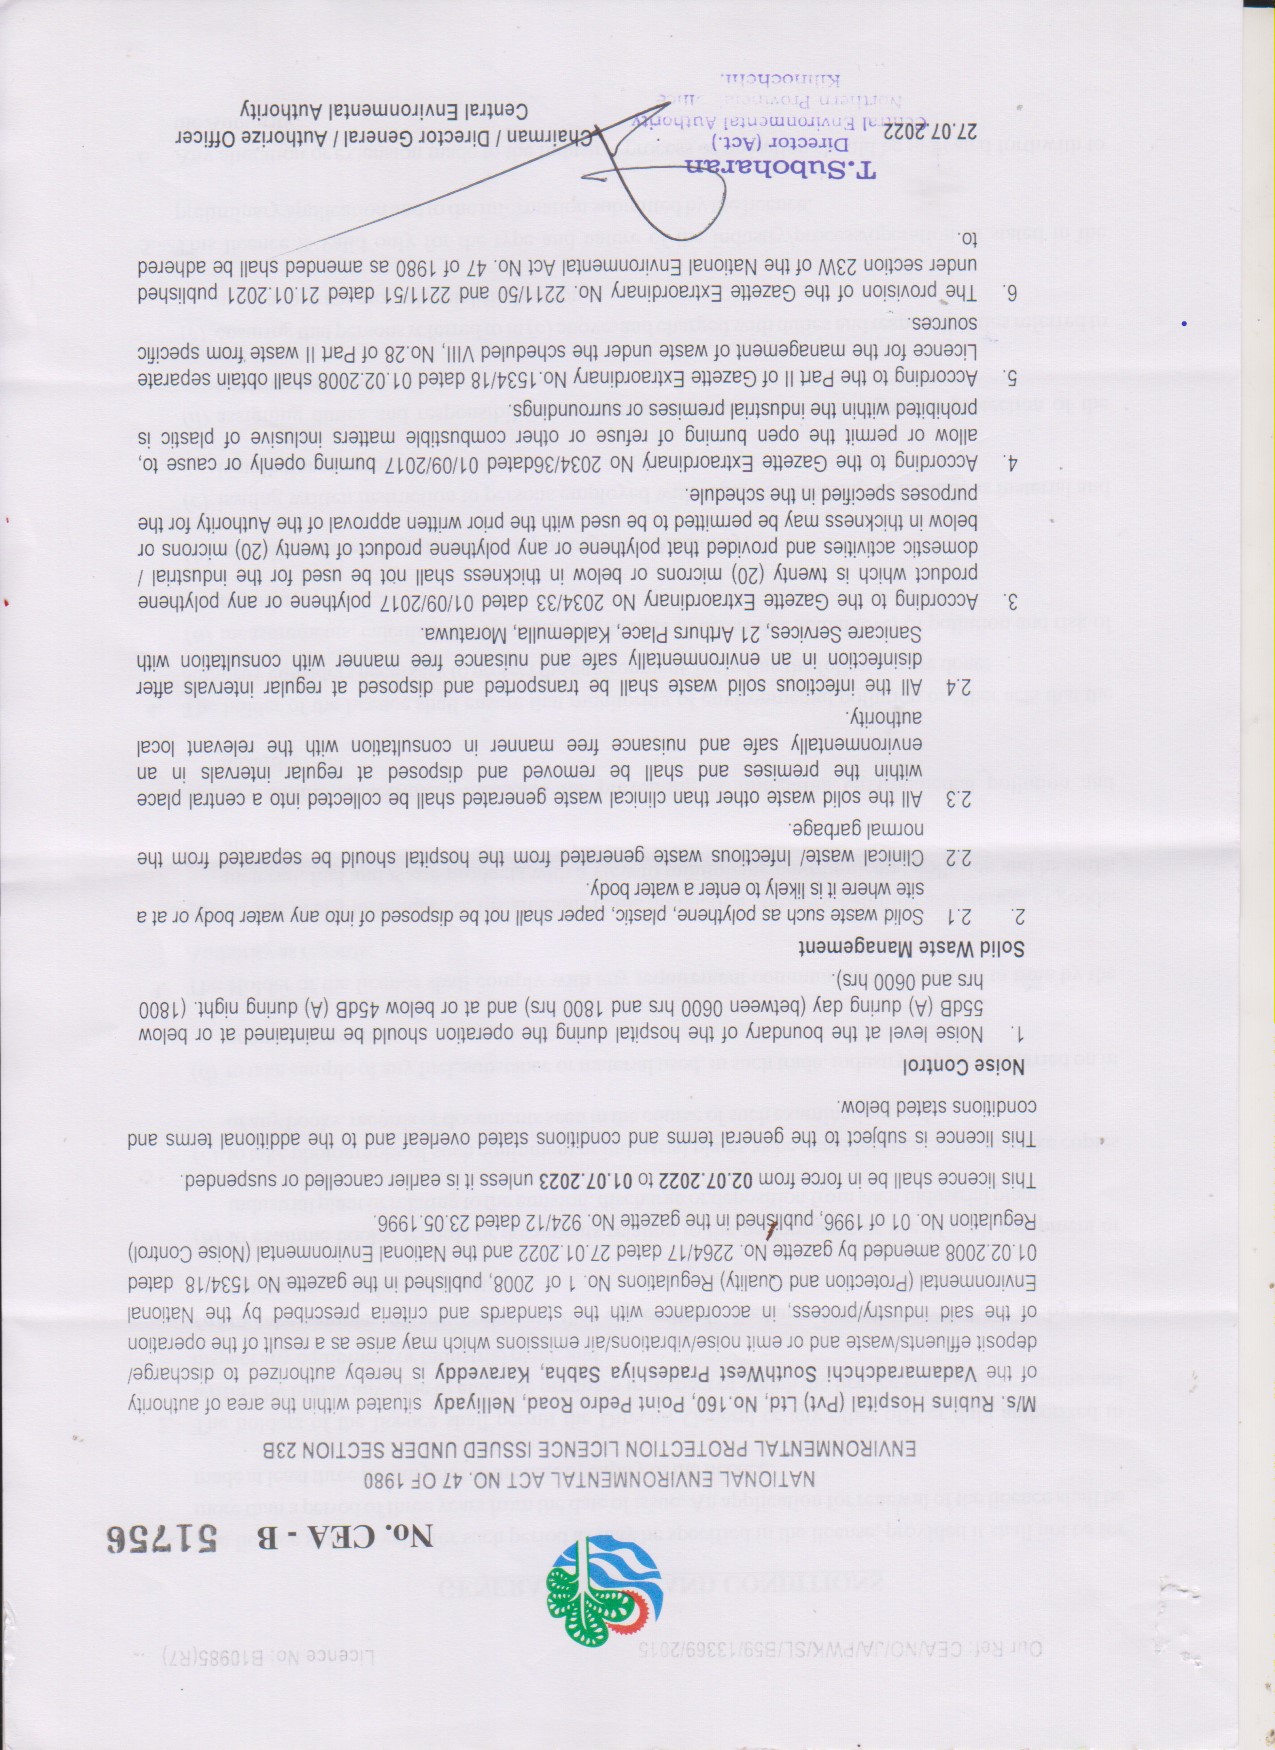 Our Ref: CEA/NO/JA/PWK/SL/B59/13369/2015
Licence No: B10985(R7)
No. CEA - B 51756
NATIONAL ENVIRONMENTAL ACT NO. 47 OF 1980
ENVIRONMENTAL PROTECTION LICENCE ISSUED UNDER SECTION 23B
M/s. Rubins Hospital (Pvt) Ltd, No.160, Point Pedro Road, Nelliyady situated within the area of authority
of the Vadamaradchchi SouthWest Pradeshiya Sabha, Karaveddy is hereby authorized to discharge/
deposit effluents/waste and or emit noise/vibrations/air emissions which may arise as a result of the operation
of the said industry/process, in accordance with the standards and criteria prescribed by the National
Environmental (Protection and Quality) Regulations No. 1 of 2008, published in the gazette No 1534/18 dated
01.02.2008 amended by gazette No. 2264/17 dated 27.01.2022 and the National Environmental (Noise Control)
Regulation No. 01 of 1996, published in the gazette No. 924/12 dated 23.05.1996.
This licence shall be in force from 02.07.2022 to 01.07.2023 unless it is earlier cancelled or suspended.
This licence is subject to the general terms and conditions stated overleaf and to the additional terms and
conditions stated below.
Noise Control
1. Noise level at the boundary of the hospital during the operation should be maintained at or below
55dB (A) during day (between 0600 hrs and 1800 hrs) and at or below 45dB (A) during night. (1800
hrs and 0600 hrs).
Solid Waste Management
2. 2.1 Solid waste such as polythene, plastic, paper shall not be disposed of into any water body or at a
site where it is likely to enter a water body.
2.2 Clinical waste/ Infectious waste generated from the hospital should be separated from the
normal garbage.
2.3 All the solid waste other than clinical waste generated shall be collected into a central place
within the premises and shall be removed and disposed at regular intervals in an
environmentally safe and nuisance free manner in consultation with the relevant local
authority.
2.4 All the infectious solid waste shall be transported and disposed at regular intervals after
disinfection in an environmentally safe and nuisance free manner with consultation with
Sanicare Services, 21 Arthurs Place, Kaldemulla, Moratuwa.
3. According to the Gazette Extraordinary No 2034/33 dated 01/09/2017 polythene or any polythene
product which is twenty (20) microns or below in thickness shall not be used for the industrial /
domestic activities and provided that polythene or any polythene product of twenty (20) microns or
below in thickness may be permitted to be used with the prior written approval of the Authority for the
purposes specified in the schedule.
4. According to the Gazette Extraordinary No 2034/36dated 01/09/2017 burning openly or cause to,
allow or permit the open burning of refuse or other combustible matters inclusive of plastic is
prohibited within the industrial premises or surroundings.
5. According to the Part II of Gazette Extraordinary No.1534/18 dated 01.02.2008 shall obtain separate
Licence for the management of waste under the scheduled VIII, No.28 of Part II waste from specific
sources.
6. The provision of the Gazette Extraordinary No. 2211/50 and 2211/51 dated 21.01.2021 published
under section 23W of the National Environmental Act No. 47 of 1980 as amended shall be adhered
to.
27.07.2022
T.Suboharan
Director (Act.)
Central Environmental Authority
Northern Provincial Office
Kilinochchi.
Chairman / Director General / Authorize Officer
Central Environmental Authority